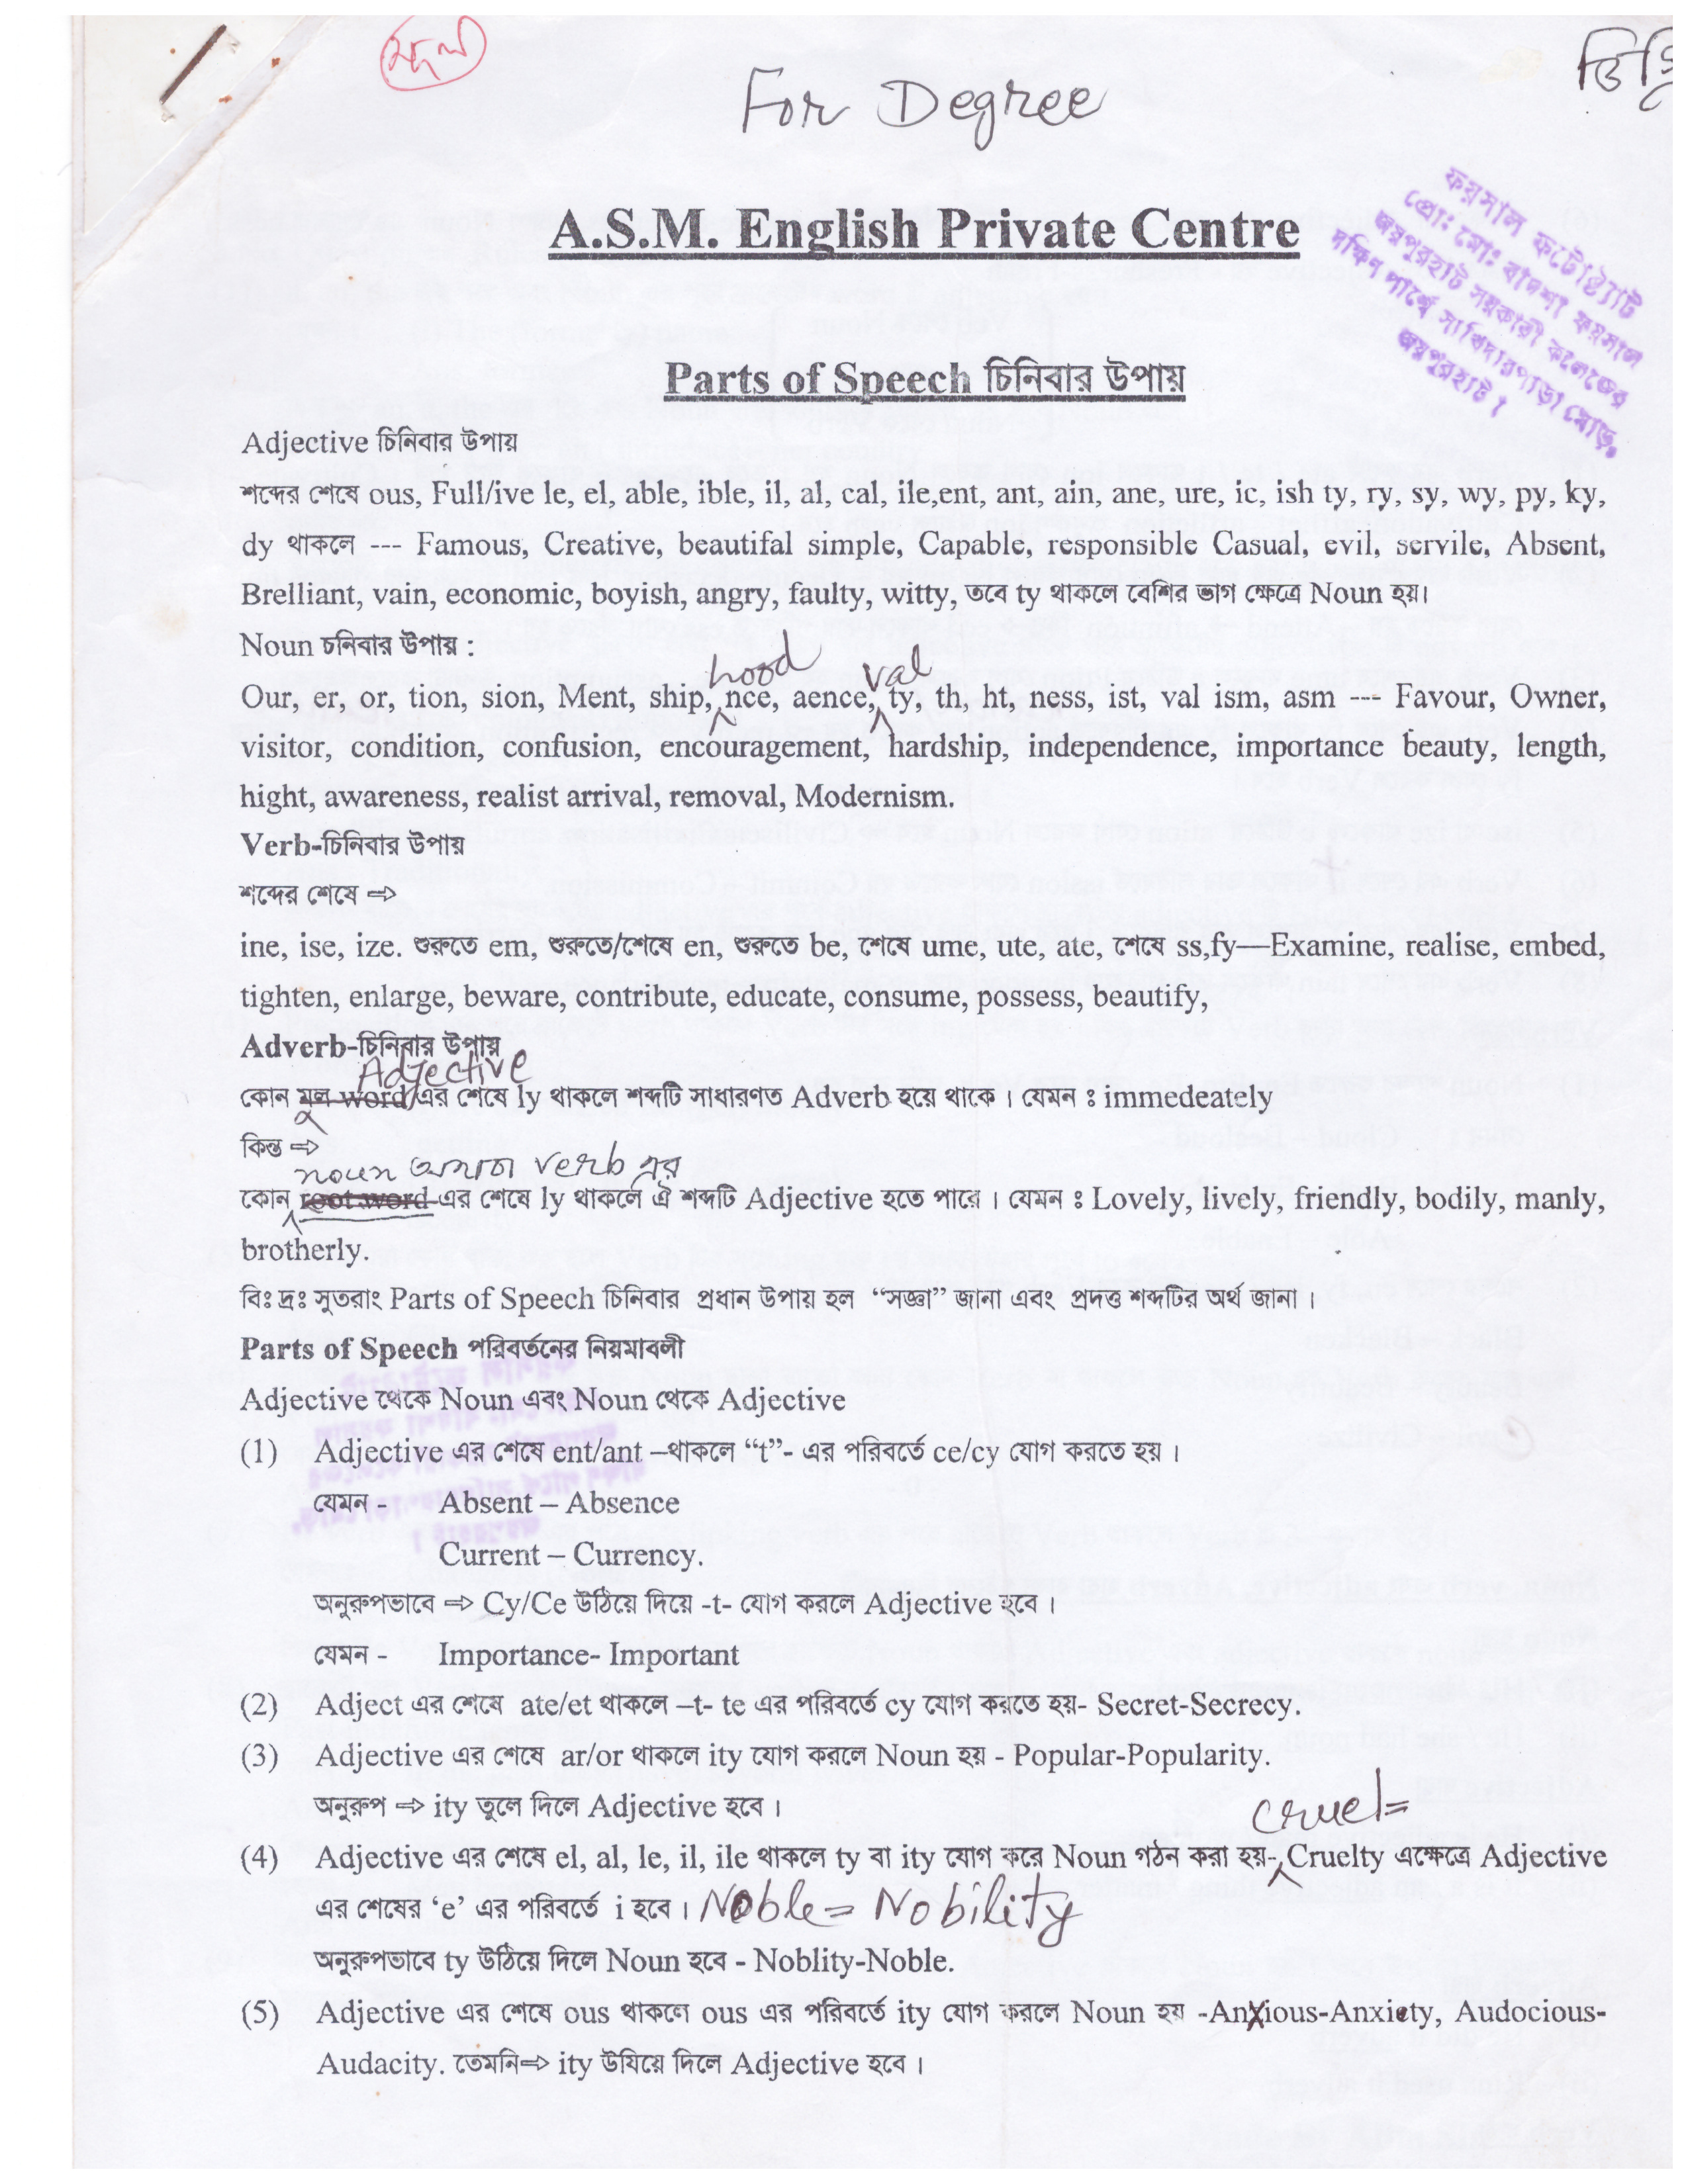 For Degree
A.S.M. English Private Centre
ফয়সাল ফটোষ্ট্যাট
প্রোঃ মোঃ বাদশা ফয়সাল
জয়পুরহাট সরকারী কলেজের
দক্ষিণ পার্শ্বে সাখিদারপাড়া মোড়,
জয়পুরহাট।
Parts of Speech চিনিবার উপায়
Adjective চিনিবার উপায়
শব্দের শেষে ous, Full/ive le, el, able, ible, il, al, cal, ile,ent, ant, ain, ane, ure, ic, ish ty, ry, sy, wy, py, ky,
dy থাকলে --- Famous, Creative, beautifal simple, Capable, responsible Casual, evil, servile, Absent,
Brelliant, vain, economic, boyish, angry, faulty, witty, তবে ty থাকলে বেশির ভাগ ক্ষেত্রে Noun হয়।
Noun চনিবার উপায় :
hood val
Our, er, or, tion, sion, Ment, ship, nce, aence, ty, th, ht, ness, ist, val ism, asm --- Favour, Owner,
visitor, condition, confusion, encouragement, hardship, independence, importance beauty, length,
hight, awareness, realist arrival, removal, Modernism.
Verb-চিনিবার উপায়
শব্দের শেষে ⇨
ine, ise, ize. শুরুতে em, শুরুতে/শেষে en, শুরুতে be, শেষে ume, ute, ate, শেষে ss,fy—Examine, realise, embed,
tighten, enlarge, beware, contribute, educate, consume, possess, beautify,
Adverb-চিনিবার উপায়
Adjective
কোন মূল word/এর শেষে ly থাকলে শব্দটি সাধারণত Adverb হয়ে থাকে। যেমন ঃ immedeately
কিন্ত ⇨
noun অথবা verb এর
কোন root word-এর শেষে ly থাকলে ঐ শব্দটি Adjective হতে পারে। যেমন ঃ Lovely, lively, friendly, bodily, manly,
brotherly.
বিঃ দ্রঃ সুতরাং Parts of Speech চিনিবার প্রধান উপায় হল “সজ্ঞা” জানা এবং প্রদত্ত শব্দটির অর্থ জানা।
Parts of Speech পরিবর্তনের নিয়মাবলী
Adjective থেকে Noun এবং Noun থেকে Adjective
(1) Adjective এর শেষে ent/ant –থাকলে “t”- এর পরিবর্তে ce/cy যোগ করতে হয়।
যেমন - Absent – Absence
Current – Currency.
অনুরুপভাবে ⇨ Cy/Ce উঠিয়ে দিয়ে -t- যোগ করলে Adjective হবে।
যেমন - Importance- Important
(2) Adject এর শেষে ate/et থাকলে –t- te এর পরিবর্তে cy যোগ করতে হয়- Secret-Secrecy.
(3) Adjective এর শেষে ar/or থাকলে ity যোগ করলে Noun হয় - Popular-Popularity.
অনুরুপ ⇨ ity তুলে দিলে Adjective হবে।
cruel=
(4) Adjective এর শেষে el, al, le, il, ile থাকলে ty বা ity যোগ করে Noun গঠন করা হয়- Cruelty এক্ষেত্রে Adjective
এর শেষের ‘e’ এর পরিবর্তে i হবে। Noble= Nobility
অনুরুপভাবে ty উঠিয়ে দিলে Noun হবে - Noblity-Noble.
(5) Adjective এর শেষে ous থাকলে ous এর পরিবর্তে ity যোগ করলে Noun হয় -Anxious-Anxiety, Audocious-
Audacity. তেমনি⇨ ity উযিয়ে দিলে Adjective হবে।